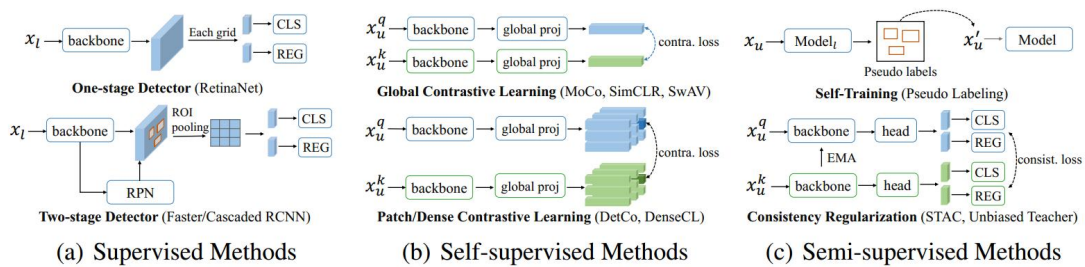 x_l backbone Each grid CLS REG
One-stage Detector (RetinaNet)
x_l backbone ROI pooling CLS REG
RPN
Two-stage Detector (Faster/Cascaded RCNN)
(a) Supervised Methods
x_u^q backbone global proj
contra. loss
x_u^k backbone global proj
Global Contrastive Learning (MoCo, SimCLR, SwAV)
x_u^q backbone global proj
contra. loss
x_u^k backbone global proj
Patch/Dense Contrastive Learning (DetCo, DenseCL)
(b) Self-supervised Methods
x_u Model_l x_u' Model
Pseudo labels
Self-Training (Pseudo Labeling)
x_u^q backbone head CLS REG
EMA consist. loss
x_u^k backbone head CLS REG
Consistency Regularization (STAC, Unbiased Teacher)
(c) Semi-supervised Methods